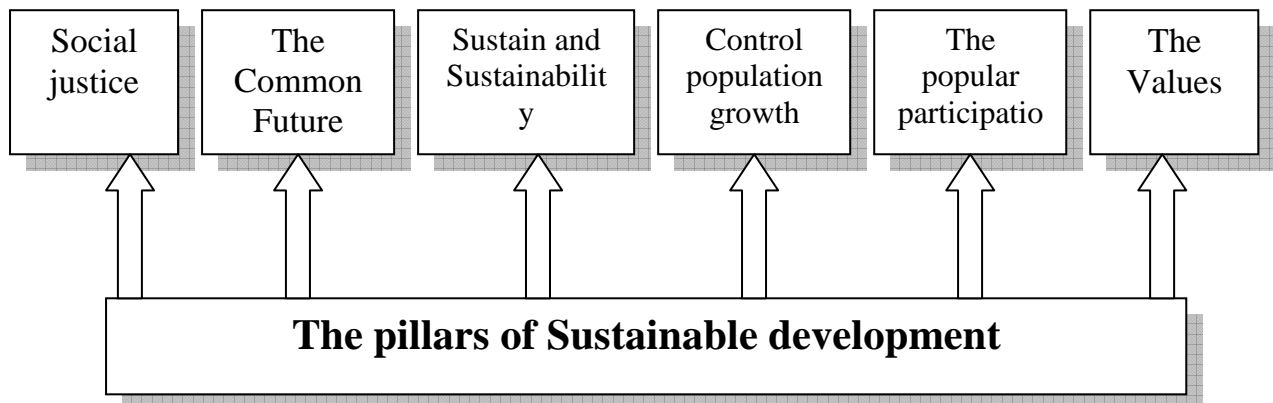 Social
justice
The
Common
Future
Sustain and
Sustainabilit
y
Control
population
growth
The
popular
participatio
The
Values
The pillars of Sustainable development